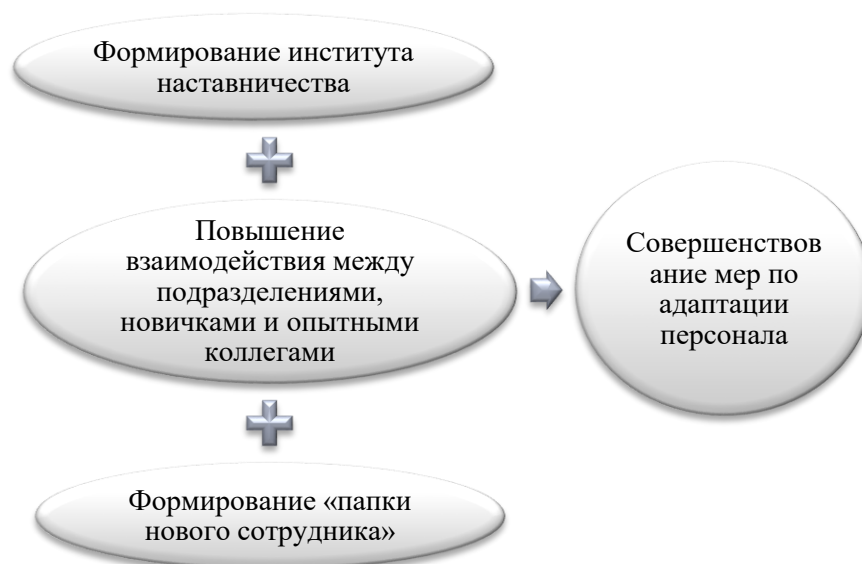 Формирование института
наставничества
Повышение
взаимодействия между
подразделениями,
новичками и опытными
коллегами
Формирование «папки
нового сотрудника»
Совершенствов
ание мер по
адаптации
персонала